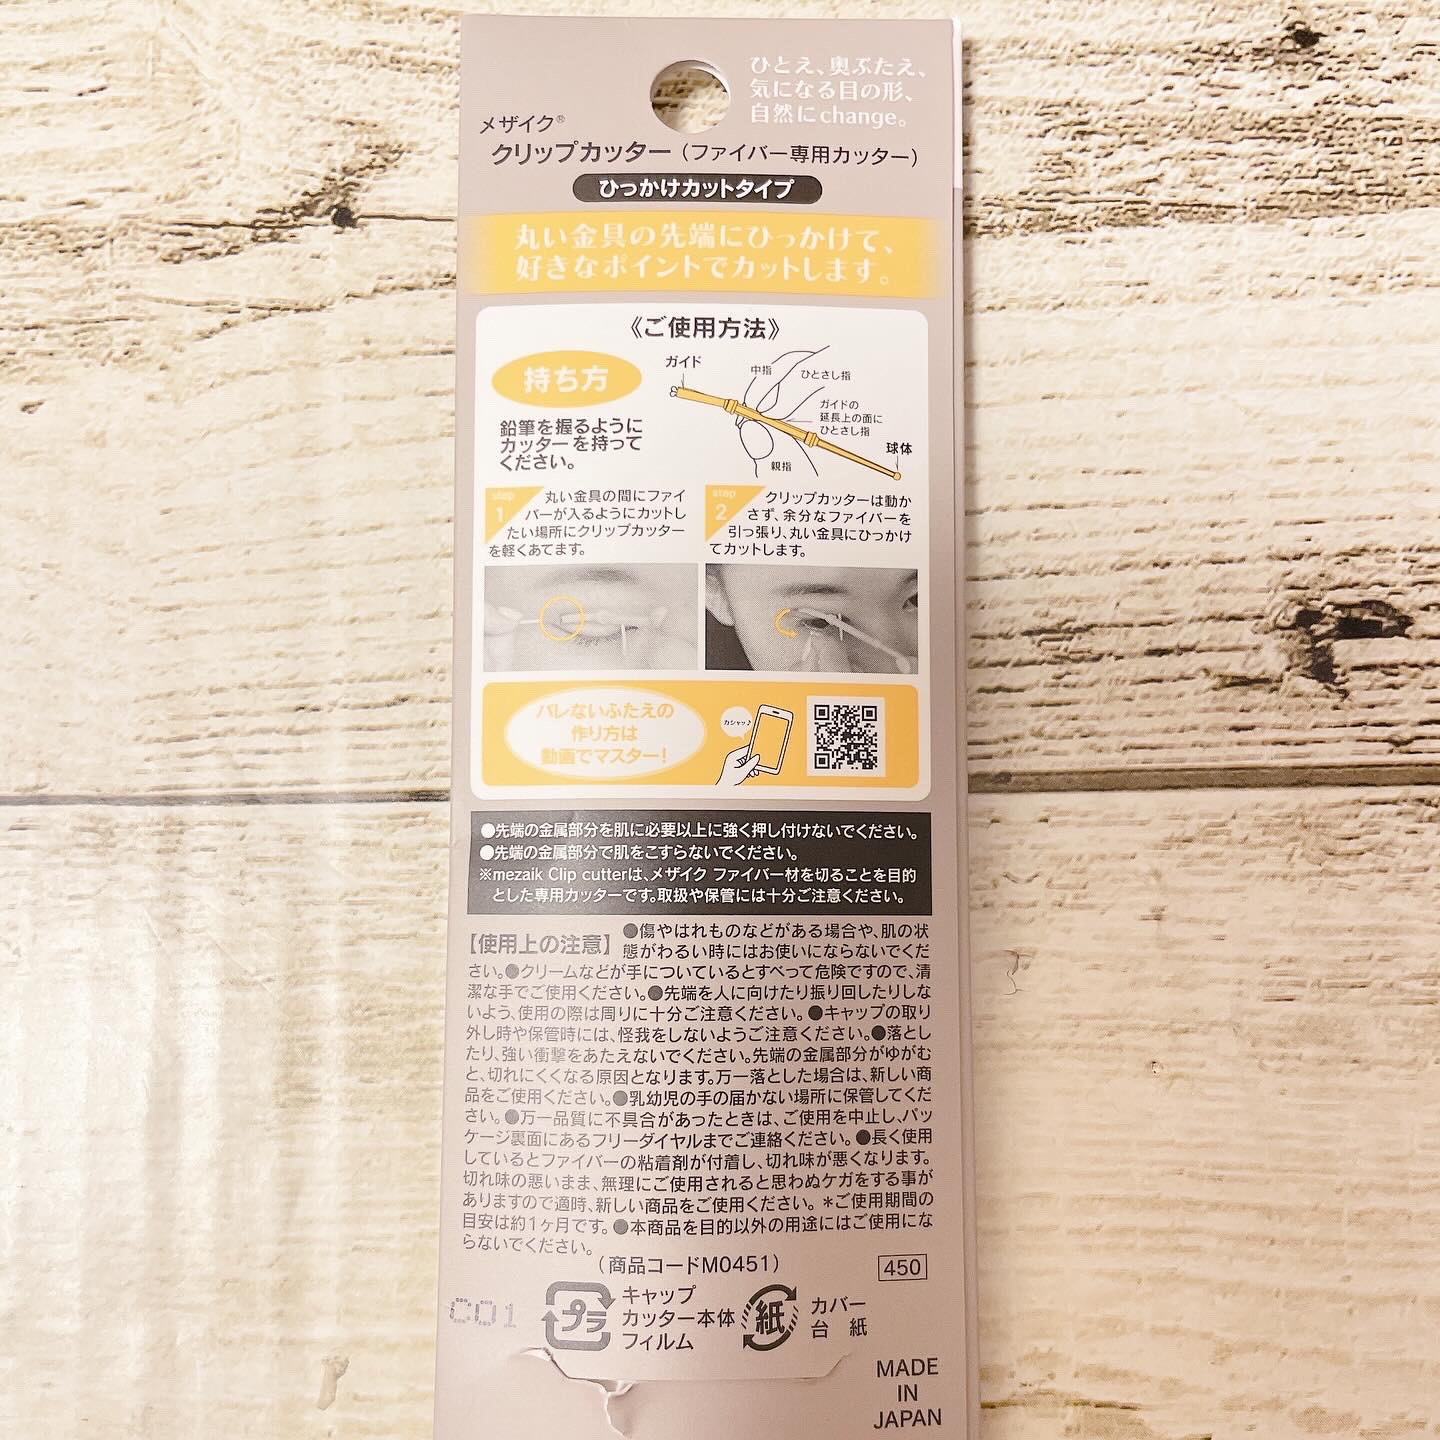 ひとえ、奥ぶたえ、
気になる目の形、
自然にchange。
メザイク®
クリップカッター（ファイバー専用カッター）
ひっかけカットタイプ
丸い金具の先端にひっかけて、
好きなポイントでカットします。
《ご使用方法》
持ち方
鉛筆を握るように
カッターを持って
ください。
ガイド
中指
ひとさし指
ガイドの
延長上の面に
ひとさし指
球体
親指
step
1
丸い金具の間にファイ
バーが入るようにカットし
たい場所にクリップカッター
を軽くあてます。
step
2
クリップカッターは動か
さず、余分なファイバーを
引っ張り、丸い金具にひっかけ
てカットします。
バレないふたえの
作り方は
動画でマスター!
カシャッ♪
●先端の金属部分を肌に必要以上に強く押し付けないでください。
●先端の金属部分で肌をこすらないでください。
※mezaik Clip cutterは、メザイク ファイバー材を切ることを目的
とした専用カッターです。取扱や保管には十分ご注意ください。
【使用上の注意】●傷やはれものなどがある場合や、肌の状
態がわるい時にはお使いにならないでくだ
さい。●クリームなどが手についているとすべって危険ですので、清
潔な手でご使用ください。●先端を人に向けたり振り回したりしな
いよう、使用の際は周りに十分ご注意ください。●キャップの取り
外し時や保管時には、怪我をしないようご注意ください。●落とし
たり、強い衝撃をあたえないでください。先端の金属部分がゆがむ
と、切れにくくなる原因となります。万一落とした場合は、新しい商
品をご使用ください。●乳幼児の手の届かない場所に保管してくだ
さい。●万一品質に不具合があったときは、ご使用を中止し、パッ
ケージ裏面にあるフリーダイヤルまでご連絡ください。●長く使用
しているとファイバーの粘着剤が付着し、切れ味が悪くなります。
切れ味の悪いまま、無理にご使用されると思わぬケガをする事が
ありますので適時、新しい商品をご使用ください。＊ご使用期間の
目安は約1ヶ月です。●本商品を目的以外の用途にはご使用にな
らないでください。
（商品コードM0451）
450
C01
プラ
キャップ
カッター本体
フィルム
紙
カバー
台 紙
MADE
IN
JAPAN